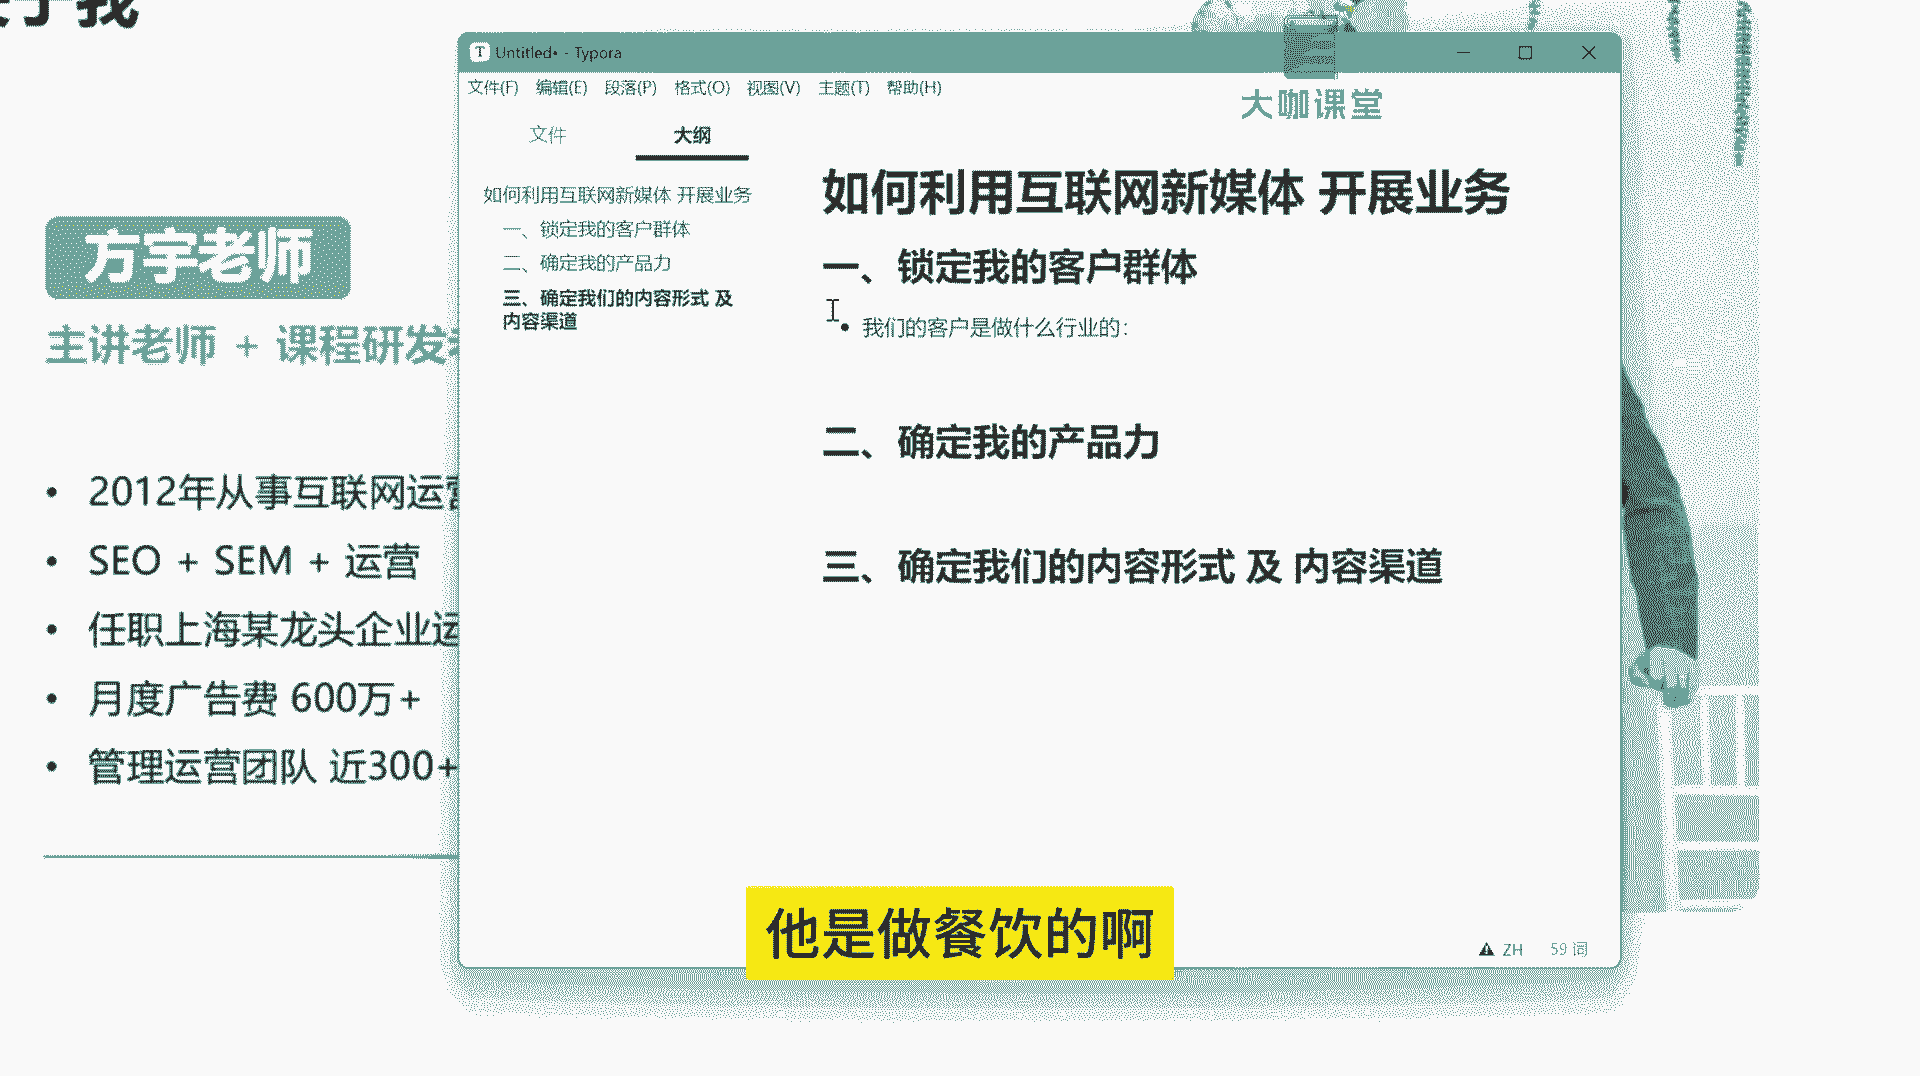 于我
方宇老师
主讲老师 + 课程研发
• 2012年从事互联网运营
• SEO + SEM + 运营
• 任职上海某龙头企业运
• 月度广告费 600万+
• 管理运营团队 近300+
T Untitled• - Typora
文件(F) 编辑(E) 段落(P) 格式(O) 视图(V) 主题(T) 帮助(H)
大咖课堂
文件 大纲
如何利用互联网新媒体 开展业务
一、锁定我的客户群体
二、确定我的产品力
三、确定我们的内容形式 及
内容渠道
如何利用互联网新媒体 开展业务
一、锁定我的客户群体
• 我们的客户是做什么行业的：
二、确定我的产品力
三、确定我们的内容形式 及 内容渠道
ZH 59 词
他是做餐饮的啊